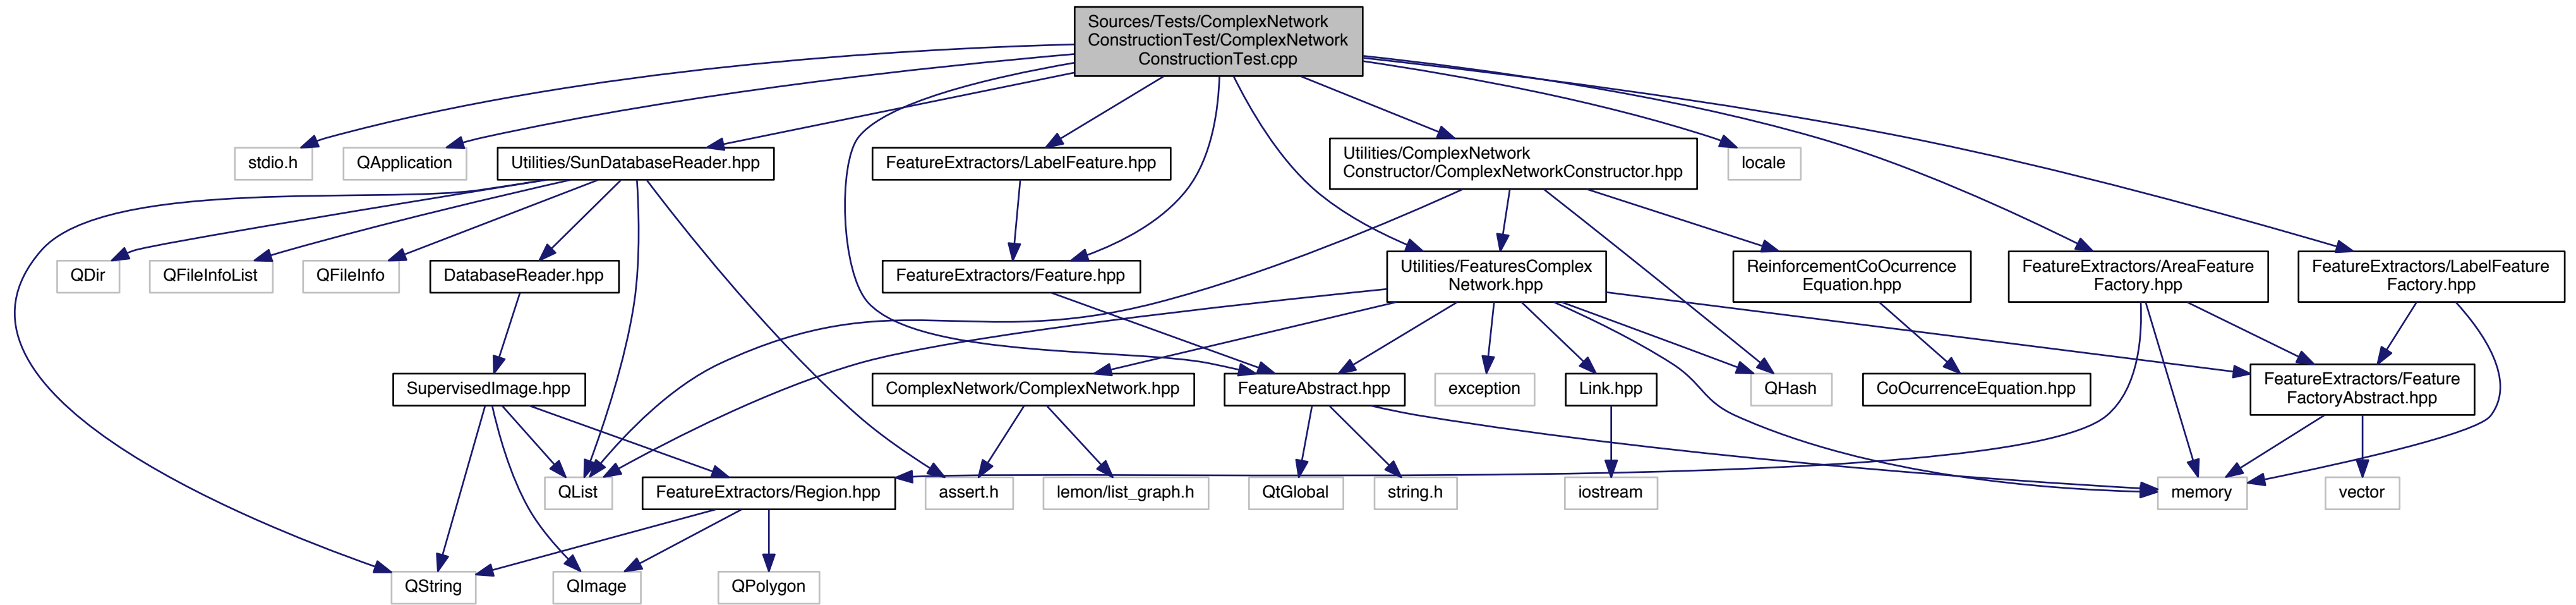 Sources/Tests/ComplexNetwork
ConstructionTest/ComplexNetwork
ConstructionTest.cpp
stdio.h
QApplication
Utilities/SunDatabaseReader.hpp
FeatureExtractors/LabelFeature.hpp
Utilities/ComplexNetwork
Constructor/ComplexNetworkConstructor.hpp
locale
QDir
QFileInfoList
QFileInfo
DatabaseReader.hpp
FeatureExtractors/Feature.hpp
Utilities/FeaturesComplex
Network.hpp
ReinforcementCoOcurrence
Equation.hpp
FeatureExtractors/AreaFeature
Factory.hpp
FeatureExtractors/LabelFeature
Factory.hpp
SupervisedImage.hpp
ComplexNetwork/ComplexNetwork.hpp
FeatureAbstract.hpp
exception
Link.hpp
QHash
CoOcurrenceEquation.hpp
FeatureExtractors/Feature
FactoryAbstract.hpp
QList
FeatureExtractors/Region.hpp
assert.h
lemon/list_graph.h
QtGlobal
string.h
iostream
memory
vector
QString
QImage
QPolygon